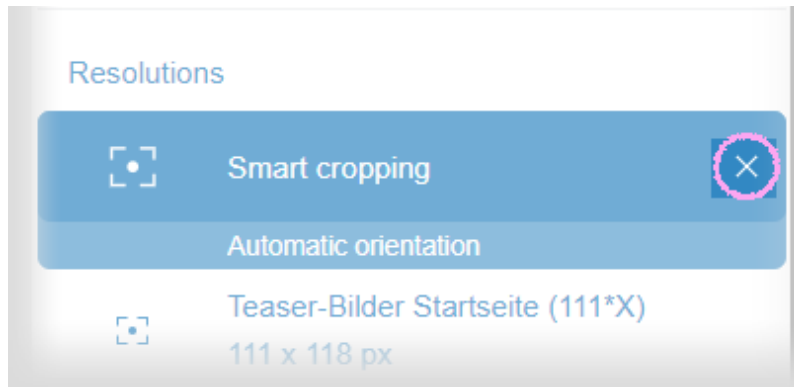 Resolutions
Smart cropping
Automatic orientation
Teaser-Bilder Startseite (111*X)
111 x 118 px